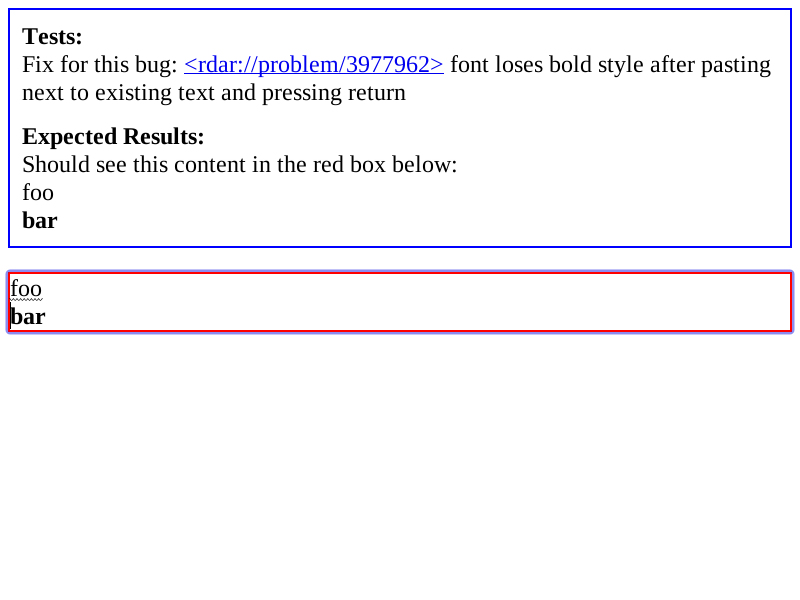 Tests:
Fix for this bug: <rdar://problem/3977962> font loses bold style after pasting
next to existing text and pressing return
Expected Results:
Should see this content in the red box below:
foo
bar
foo
bar